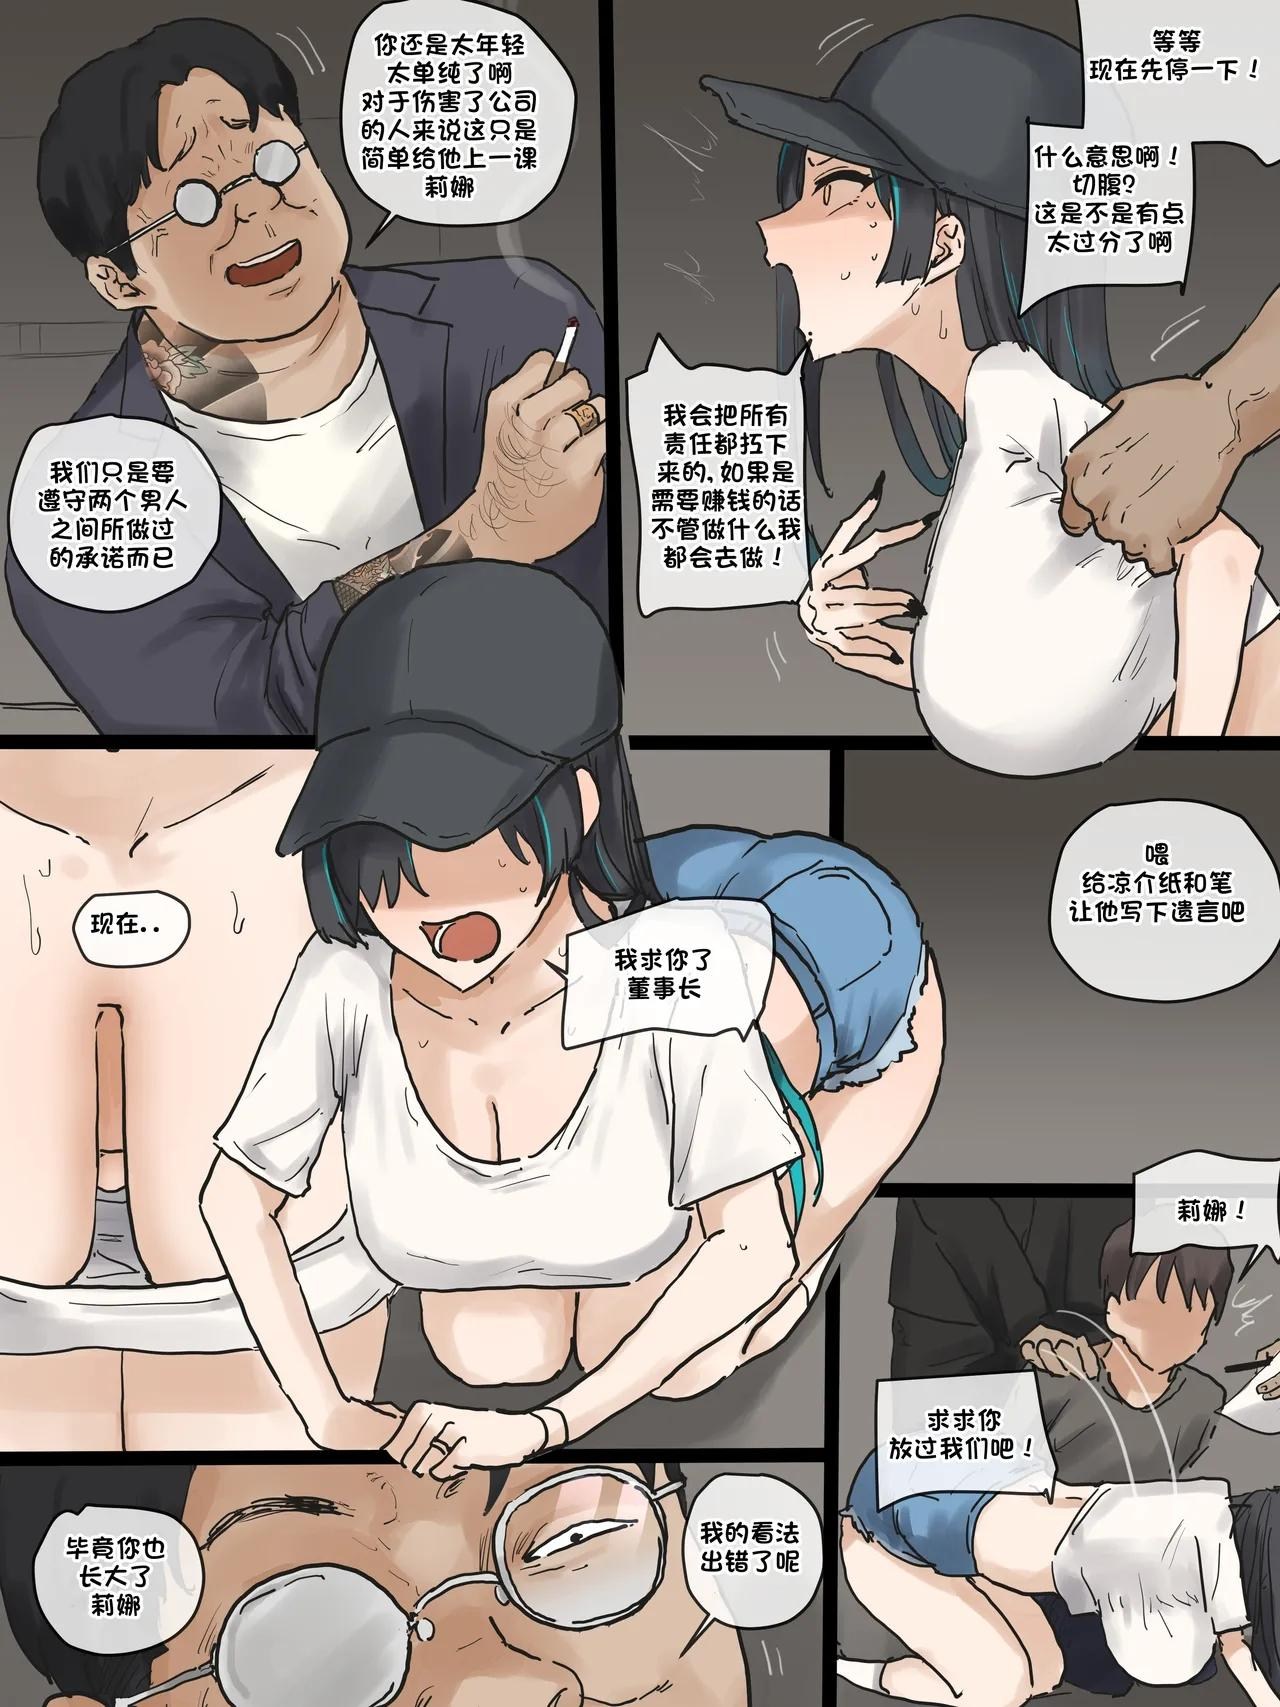 你还是太年轻
太单纯了啊
对于伤害了公司
的人来说这只是
简单给他上一课
莉娜
我们只是要
遵守两个男人
之间所做过
的承诺而已
等等
现在先停一下！
什么意思啊！
切腹?
这是不是有点
太过分了啊
我会把所有
责任都抂下
来的,如果是
需要赚钱的话
不管做什么我
都会去做！
现在..
我求你了
董事长
喂
给凉介纸和笔
让他写下遗言吧
莉娜！
求求你
放过我们吧！
毕竟你也
长大了
莉娜
我的看法
出错了呢